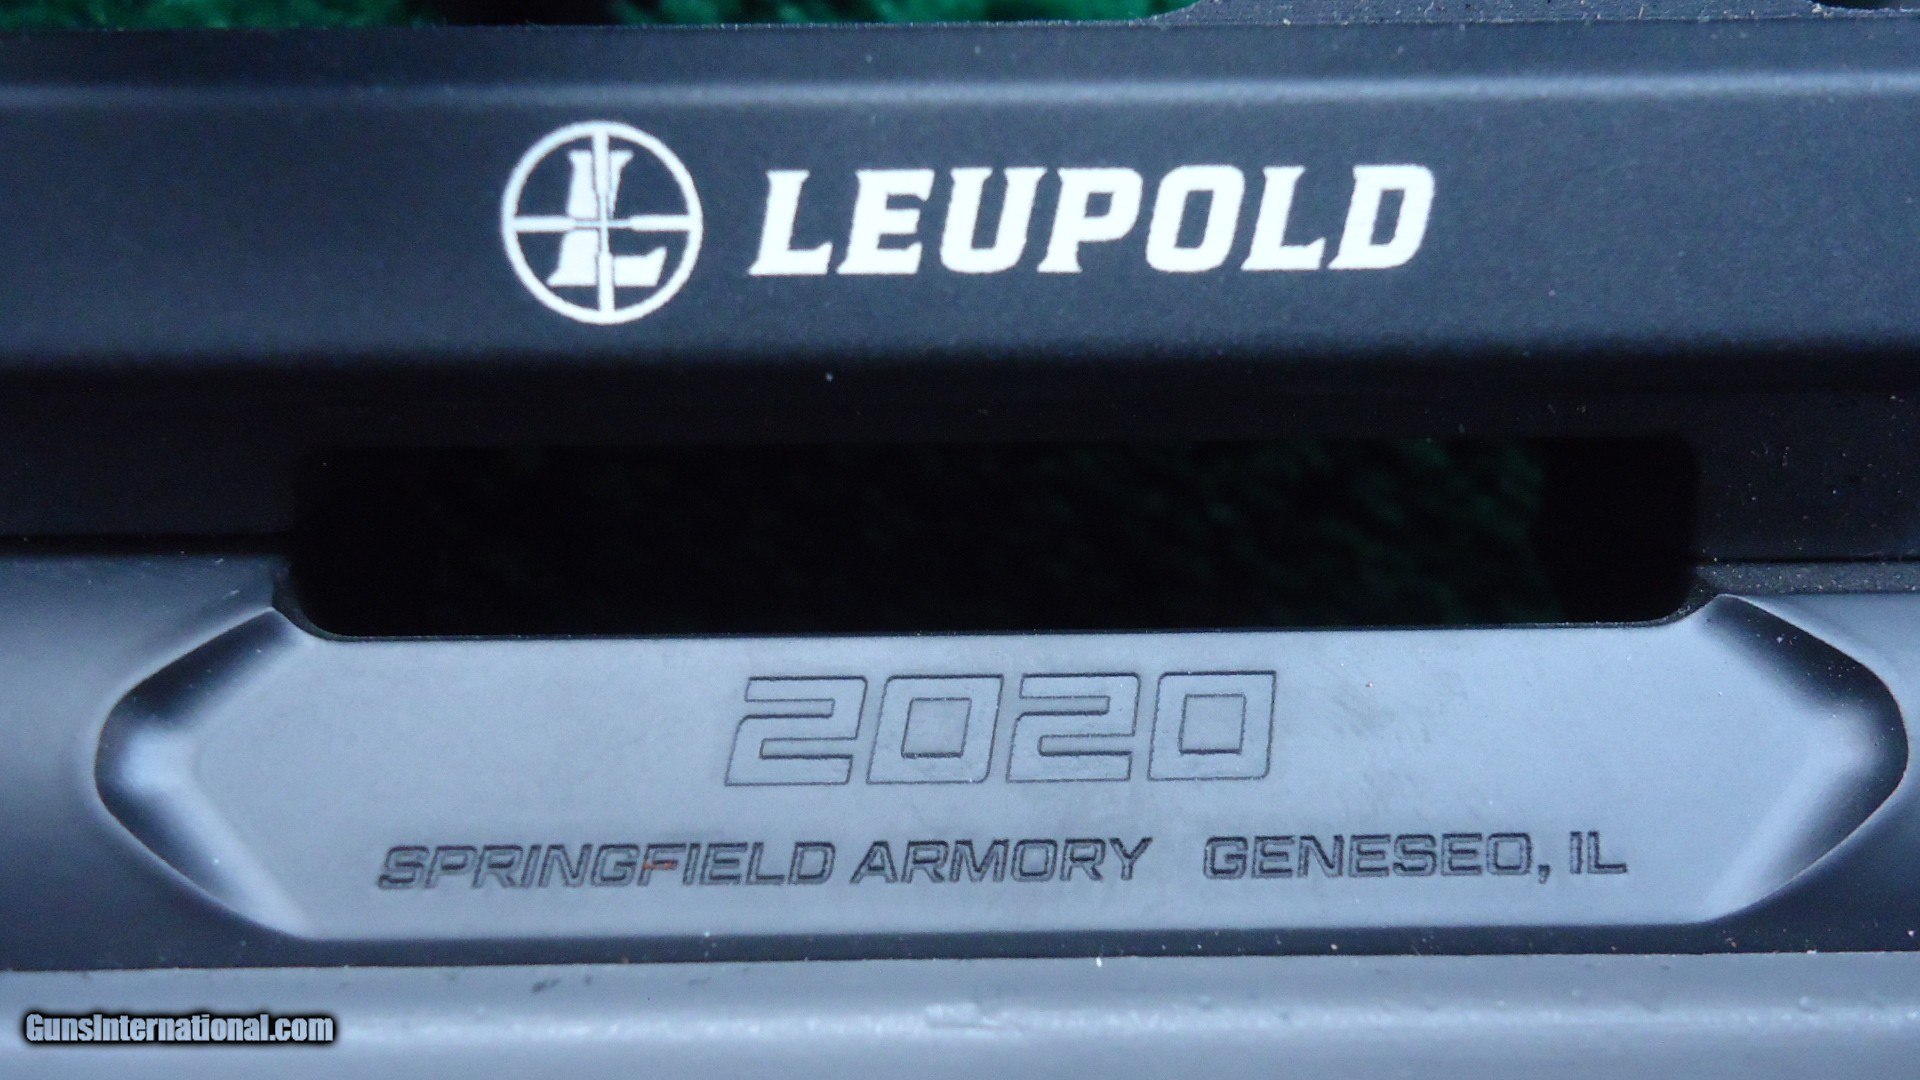 L LEUPOLD
2020
SPRINGFIELD ARMORY GENESEO, IL
GunsInternational.com